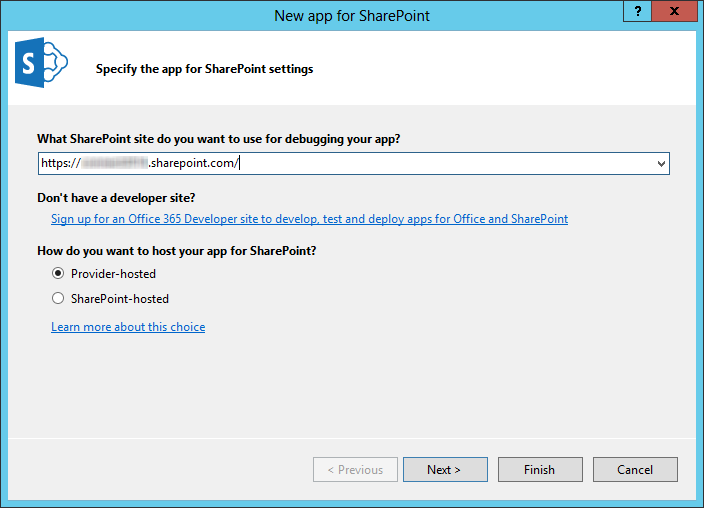 New app for SharePoint
?
x
S
Specify the app for SharePoint settings
What SharePoint site do you want to use for debugging your app?
https:// .sharepoint.com/
Don't have a developer site?
Sign up for an Office 365 Developer site to develop, test and deploy apps for Office and SharePoint
How do you want to host your app for SharePoint?
Provider-hosted
SharePoint-hosted
Learn more about this choice
< Previous Next > Finish Cancel